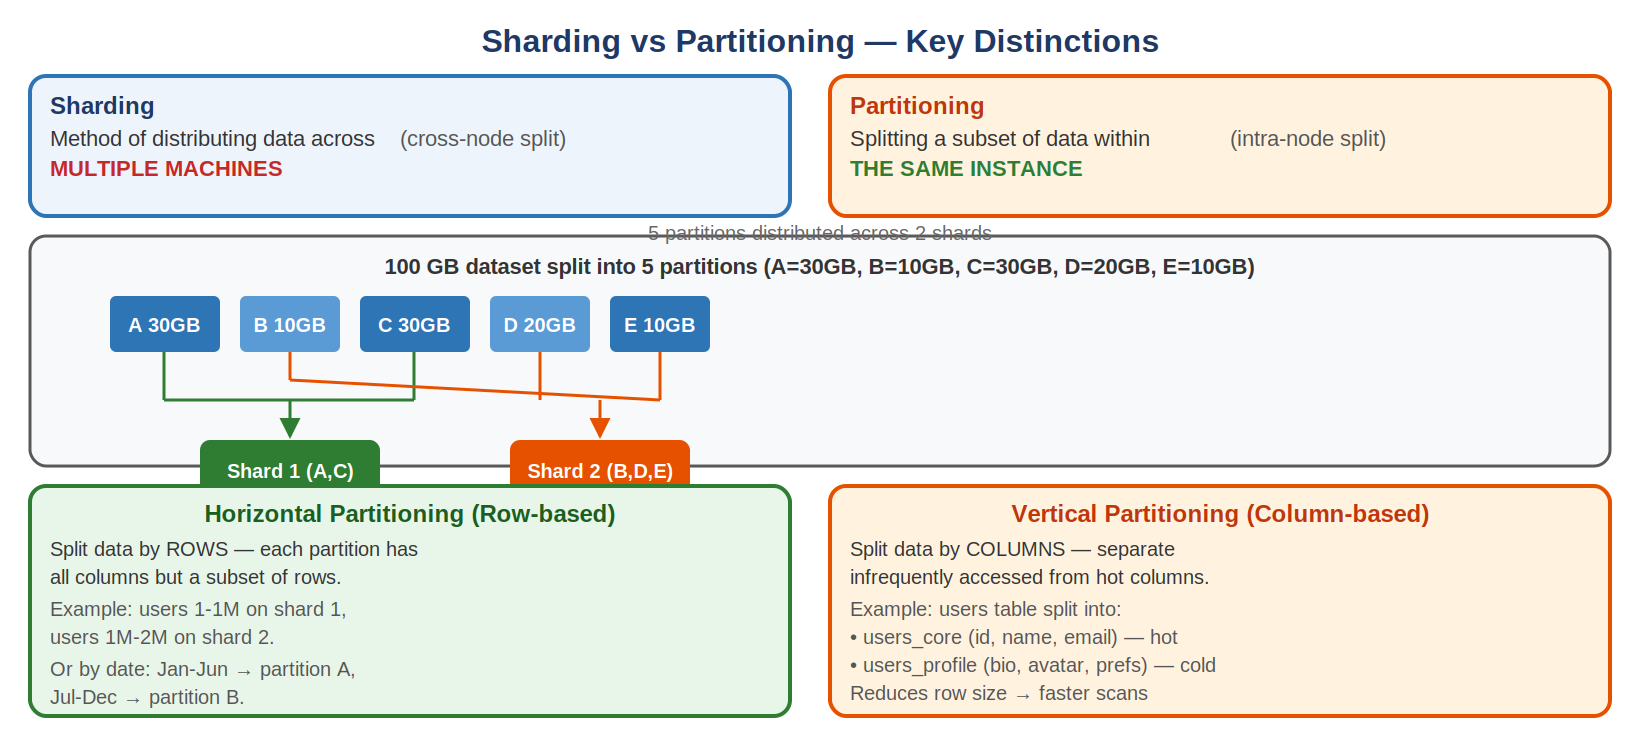 Sharding vs Partitioning — Key Distinctions
Sharding
Method of distributing data across (cross-node split)
MULTIPLE MACHINES
Partitioning
Splitting a subset of data within (intra-node split)
THE SAME INSTANCE
5 partitions distributed across 2 shards
100 GB dataset split into 5 partitions (A=30GB, B=10GB, C=30GB, D=20GB, E=10GB)
A 30GB
B 10GB
C 30GB
D 20GB
E 10GB
Shard 1 (A,C)
Shard 2 (B,D,E)
Horizontal Partitioning (Row-based)
Split data by ROWS — each partition has
all columns but a subset of rows.
Example: users 1-1M on shard 1,
users 1M-2M on shard 2.
Or by date: Jan-Jun → partition A,
Jul-Dec → partition B.
Vertical Partitioning (Column-based)
Split data by COLUMNS — separate
infrequently accessed from hot columns.
Example: users table split into:
• users_core (id, name, email) — hot
• users_profile (bio, avatar, prefs) — cold
Reduces row size → faster scans